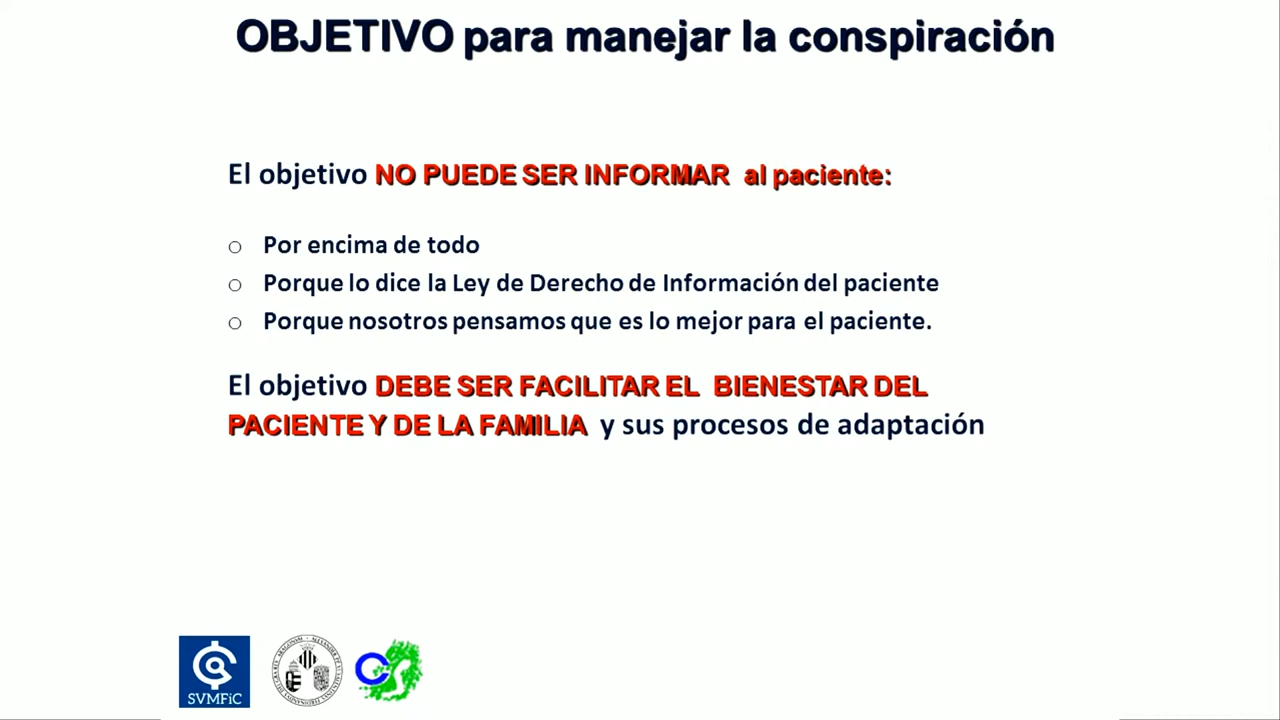 OBJETIVO para manejar la conspiración
El objetivo NO PUEDE SER INFORMAR al paciente:
o Por encima de todo
o Porque lo dice la Ley de Derecho de Información del paciente
o Porque nosotros pensamos que es lo mejor para el paciente.
El objetivo DEBE SER FACILITAR EL BIENESTAR DEL
PACIENTE Y DE LA FAMILIA y sus procesos de adaptación
SVMFiC